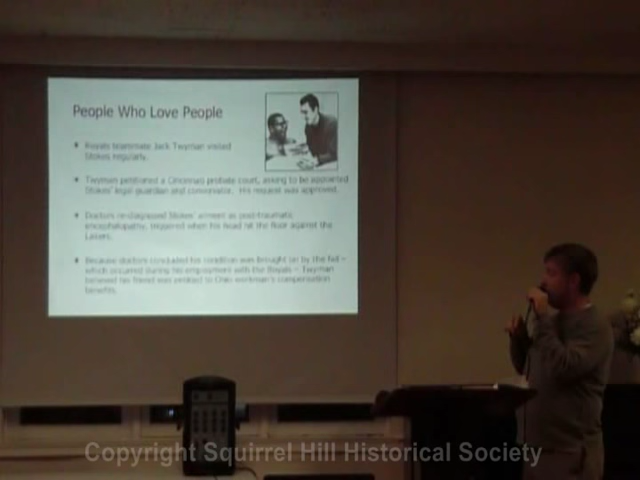 People Who Love People
• Royals teammate Jack Twyman visited
Stokes regularly.
• Twyman petitioned a Cincinnati probate court, asking to be appointed
Stokes' legal guardian and conservator. His request was approved.
• Doctors re-diagnosed Stokes' ailment as post-traumatic
encephalopathy, triggered when his head hit the floor against the
Lakers.
• Because doctors concluded his condition was brought on by the fall –
which occurred during his employment with the Royals – Twyman
believed his friend was entitled to Ohio workman's compensation
benefits.
Copyright Squirrel Hill Historical Society